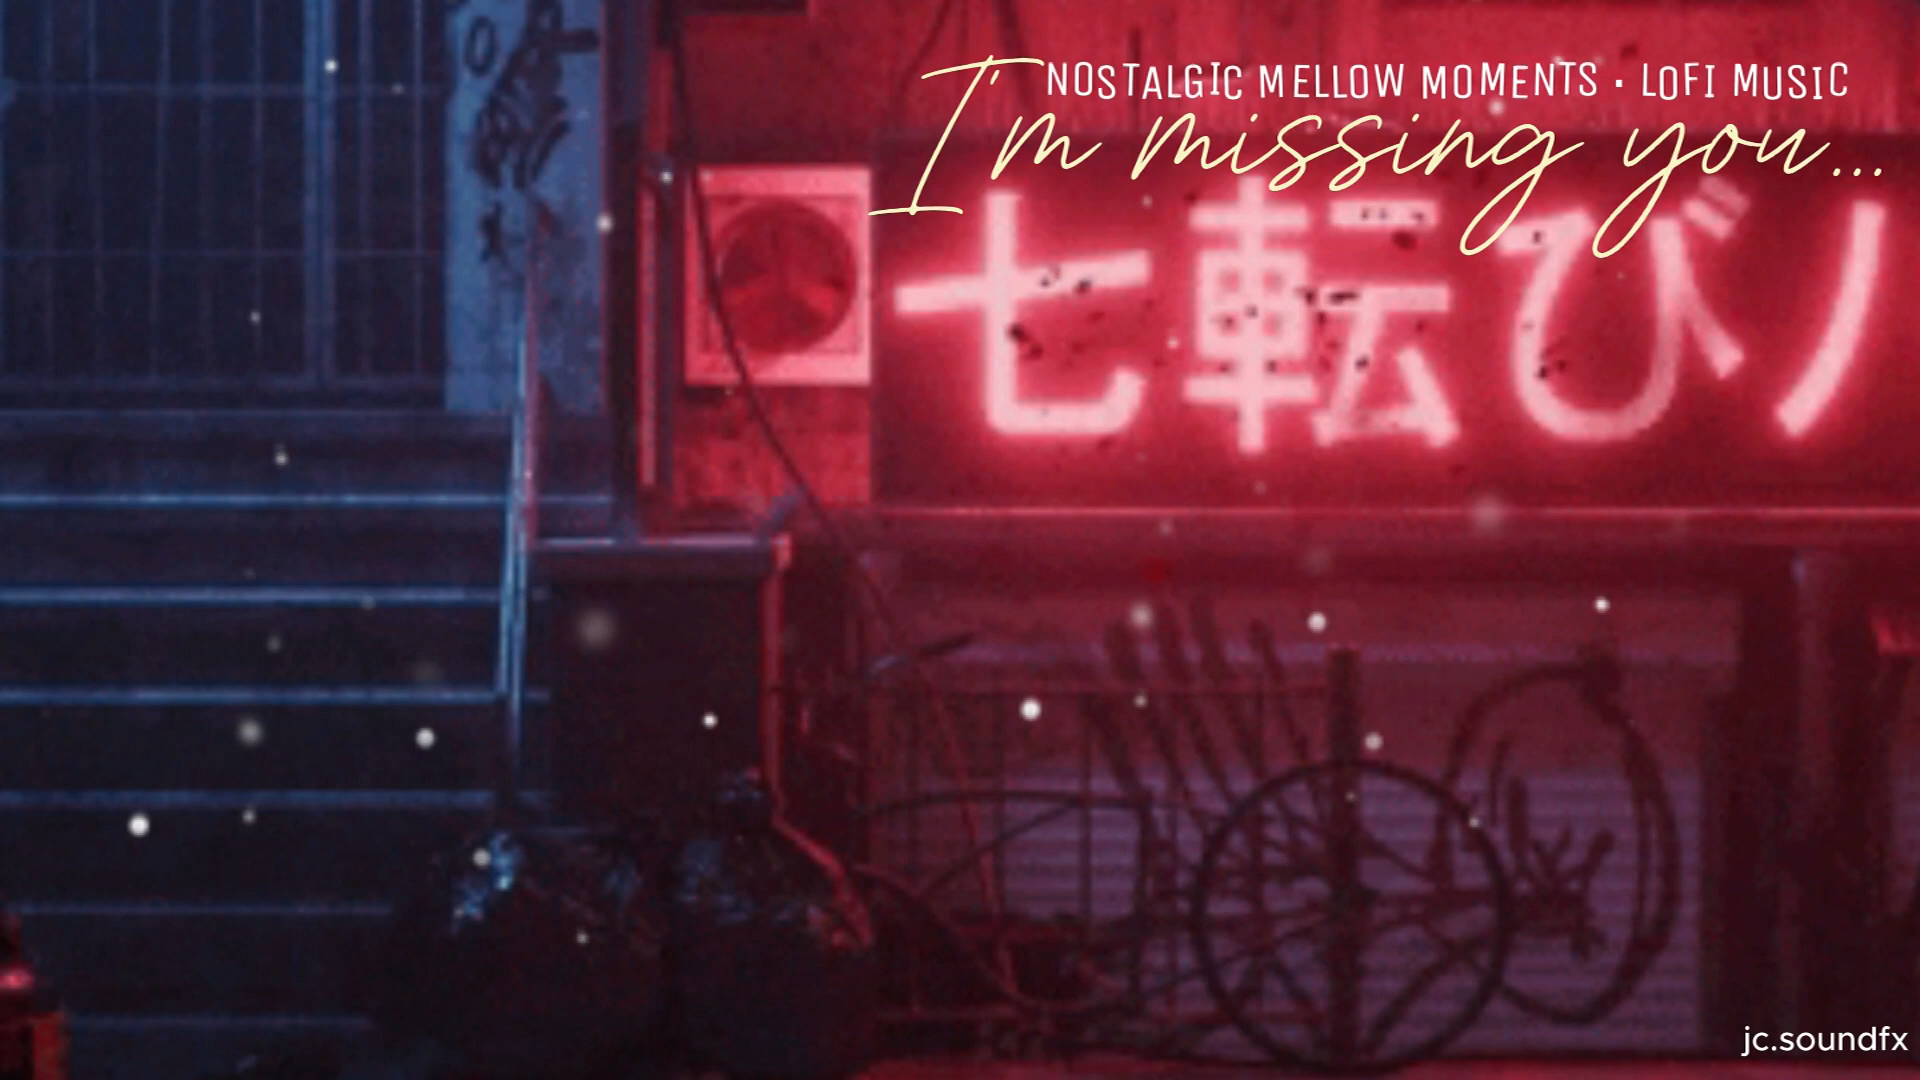 NOSTALGIC MELLOW MOMENTS • LOFI MUSIC
I'm missing you...
七転び
jc.soundfx